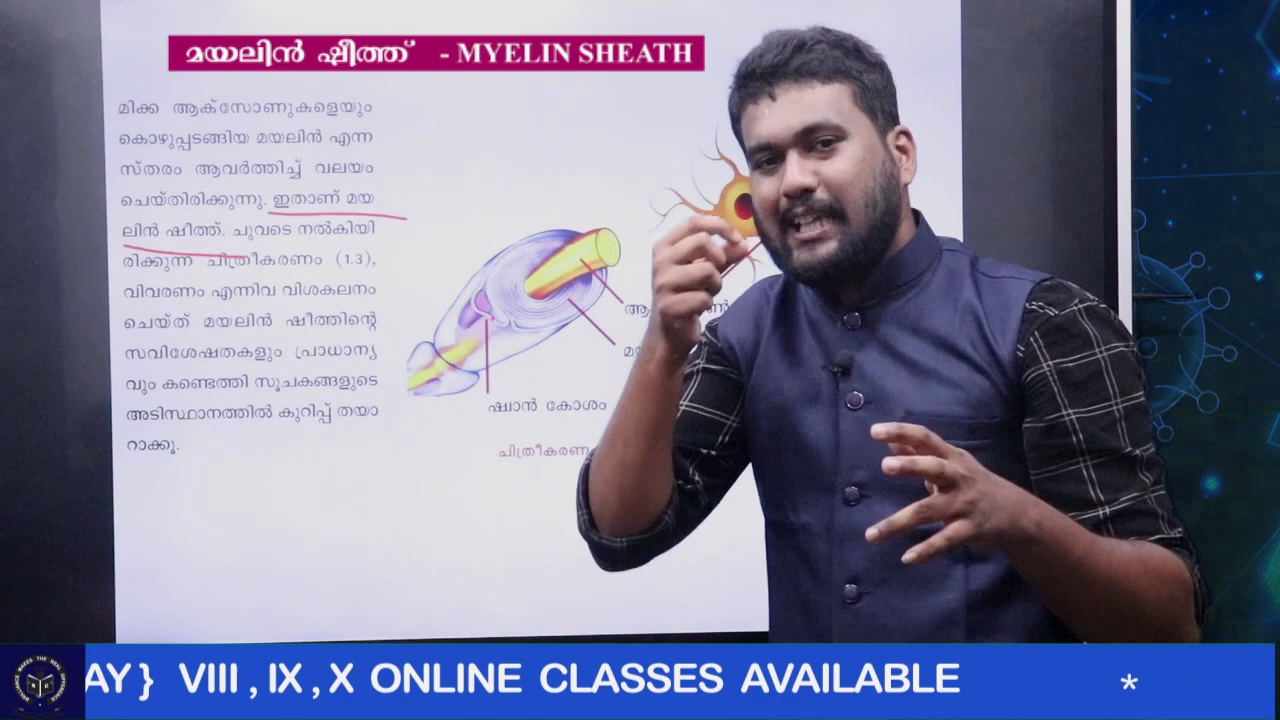 മയലിൻ ഷീത്ത് - MYELIN SHEATH
മിക്ക ആക്സോണുകളെയും
കൊഴുപ്പടങ്ങിയ മയലിൻ എന്ന
സ്തരം ആവർത്തിച്ച് വലയം
ചെയ്തിരിക്കുന്നു. ഇതാണ് മയ
ലിൻ ഷീത്ത്. ചുവടെ നൽകിയി
രിക്കുന്ന ചിത്രീകരണം (1.3),
വിവരണം എന്നിവ വിശകലനം
ചെയ്ത് മയലിൻ ഷീത്തിന്റെ
സവിശേഷതകളും പ്രാധാന്യ
വും കണ്ടെത്തി സൂചകങ്ങളുടെ
അടിസ്ഥാനത്തിൽ കുറിപ്പ് തയാ
റാക്കൂ.
ഷ്വാൻ കോശം
AY } VIII , IX , X ONLINE CLASSES AVAILABLE *